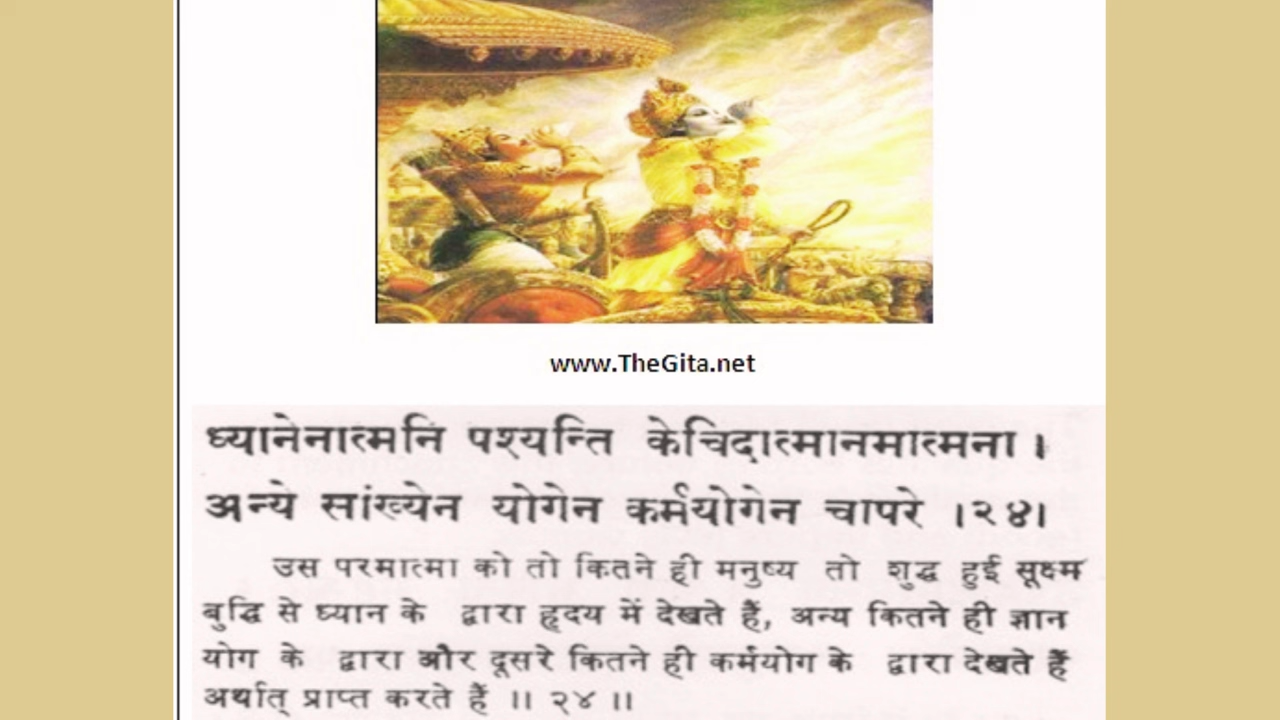 www.TheGita.net
ध्यानेनात्मनि पश्यन्ति केचिदात्मानमात्मना ।
अन्ये सांख्येन योगेन कर्मयोगेन चापरे ।२४।
उस परमात्मा को तो कितने ही मनुष्य तो शुद्ध हुई सूक्ष्म
बुद्धि से ध्यान के द्वारा हृदय में देखते हैं, अन्य कितने ही ज्ञान
योग के द्वारा और दूसरे कितने ही कर्मयोग के द्वारा देखते हैं
अर्थात् प्राप्त करते हैं ॥ २४ ॥